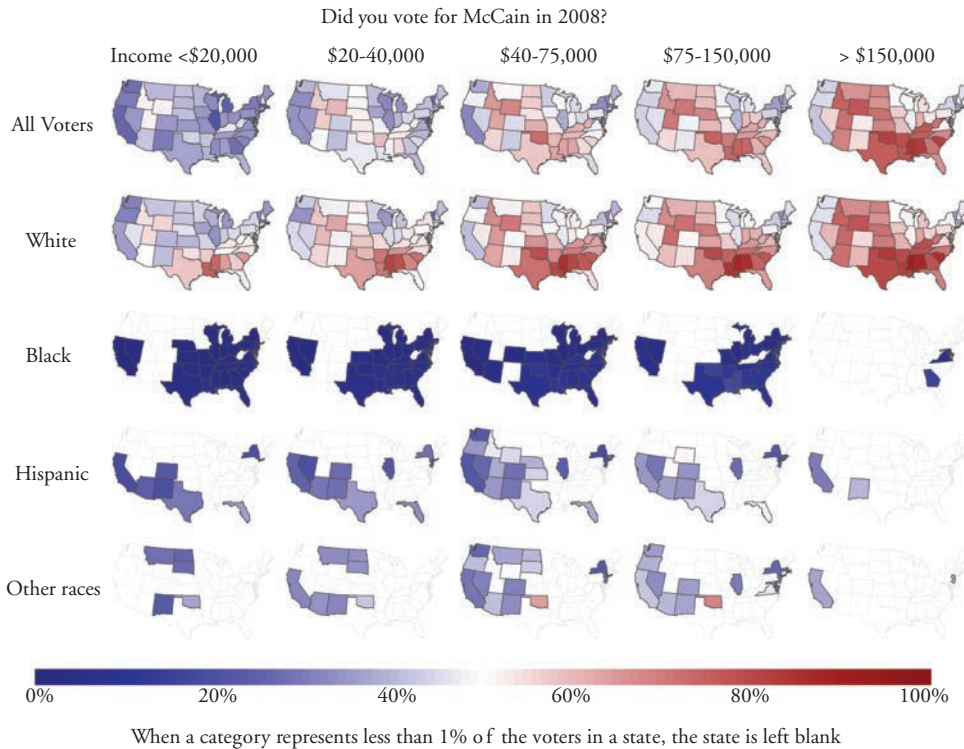 Did you vote for McCain in 2008?
Income <$20,000 $20-40,000 $40-75,000 $75-150,000 > $150,000
All Voters
White
Black
Hispanic
Other races
0% 20% 40% 60% 80% 100%
When a category represents less than 1% of the voters in a state, the state is left blank